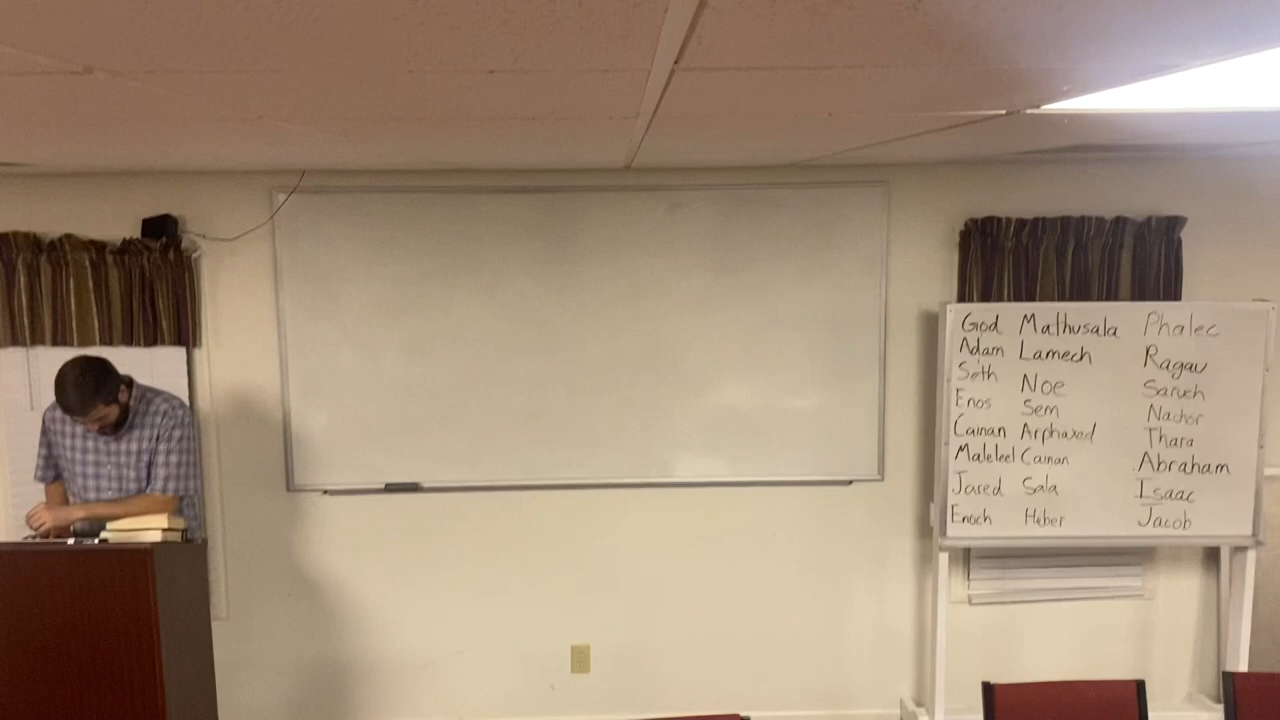 God
Adam
Seth
Enos
Cainan
Maleleel
Jared
Enoch
Mathusala
Lamech
Noe
Sem
Arphaxad
Cainan
Sala
Heber
Phalec
Ragau
Saruch
Nachor
Thara
Abraham
Isaac
Jacob